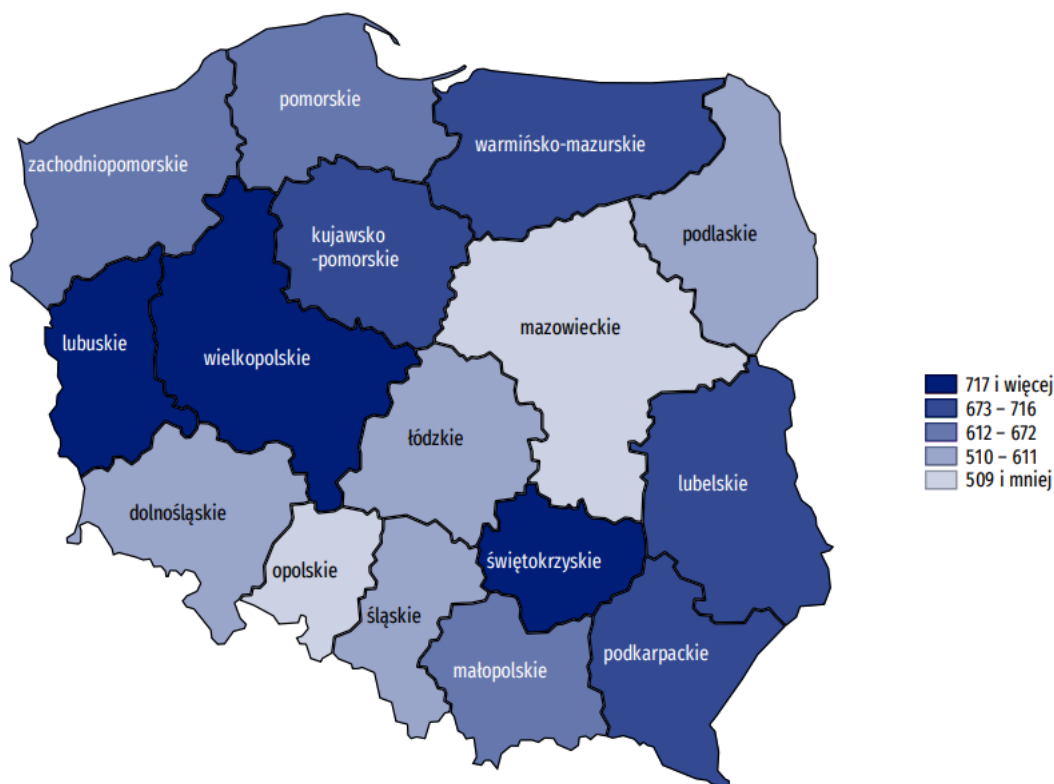 pomorskie
warmińsko-mazurskie
zachodniopomorskie
kujawsko
-pomorskie
podlaskie
mazowieckie
lubuskie
wielkopolskie
łódzkie
lubelskie
dolnośląskie
opolskie
świętokrzyskie
śląskie
małopolskie
podkarpackie
717 i więcej
673 – 716
612 – 672
510 – 611
509 i mniej